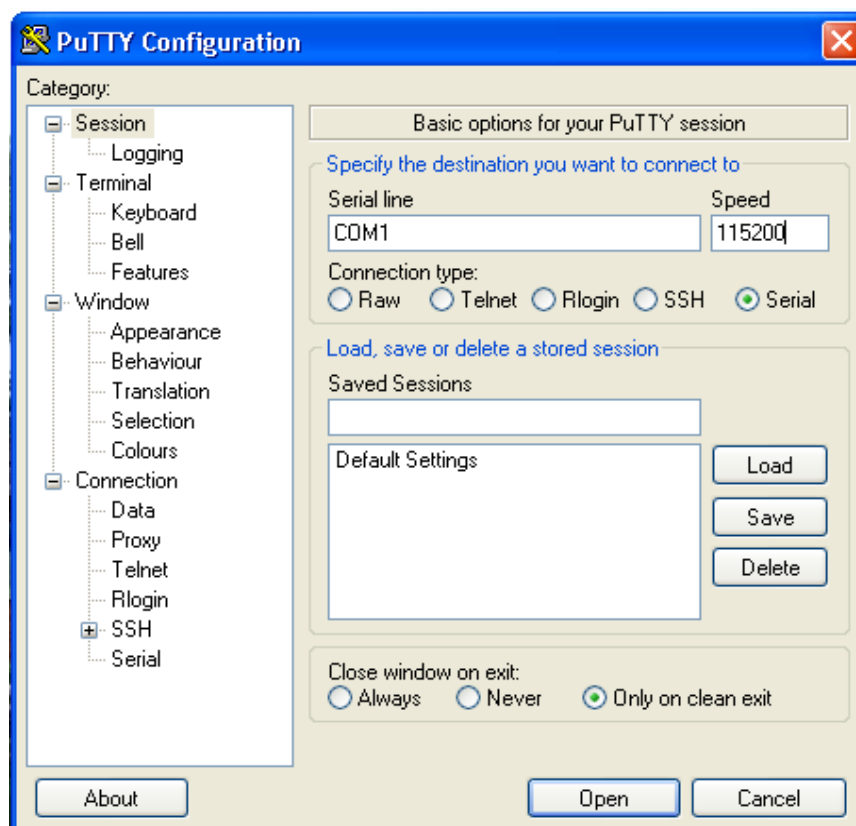 PuTTY Configuration
Category:
Session
Logging
Terminal
Keyboard
Bell
Features
Window
Appearance
Behaviour
Translation
Selection
Colours
Connection
Data
Proxy
Telnet
Rlogin
SSH
Serial
Basic options for your PuTTY session
Specify the destination you want to connect to
Serial line Speed
COM1 115200
Connection type:
Raw Telnet Rlogin SSH Serial
Load, save or delete a stored session
Saved Sessions
Default Settings
Load
Save
Delete
Close window on exit:
Always Never Only on clean exit
About Open Cancel